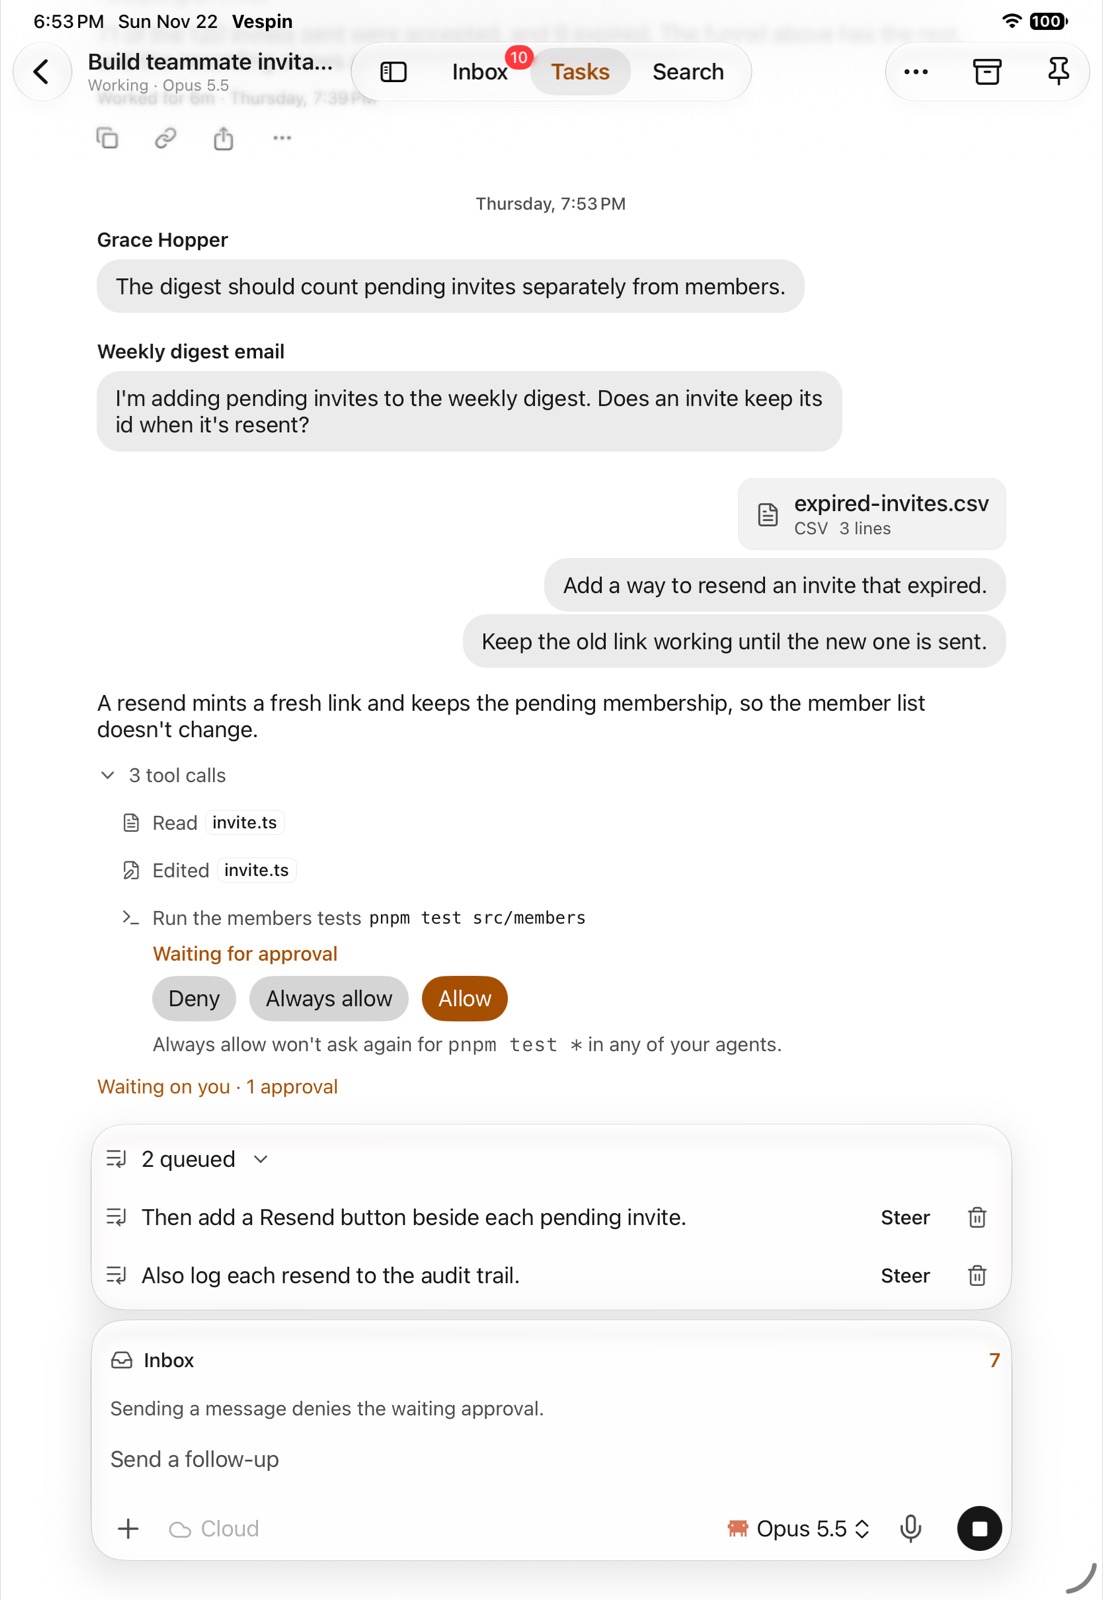 6:53 PM Sun Nov 22 Vespin
100
Build teammate invita...
Working · Opus 5.5
Inbox
10
Tasks
Search
Worked for 6m · Thursday, 7:39 PM
Thursday, 7:53 PM
Grace Hopper
The digest should count pending invites separately from members.
Weekly digest email
I'm adding pending invites to the weekly digest. Does an invite keep its
id when it's resent?
expired-invites.csv
CSV 3 lines
Add a way to resend an invite that expired.
Keep the old link working until the new one is sent.
A resend mints a fresh link and keeps the pending membership, so the member list
doesn't change.
3 tool calls
Read invite.ts
Edited invite.ts
Run the members tests pnpm test src/members
Waiting for approval
Deny
Always allow
Allow
Always allow won't ask again for pnpm test * in any of your agents.
Waiting on you · 1 approval
2 queued
Then add a Resend button beside each pending invite.
Steer
Also log each resend to the audit trail.
Steer
Inbox
7
Sending a message denies the waiting approval.
Send a follow-up
Cloud
Opus 5.5